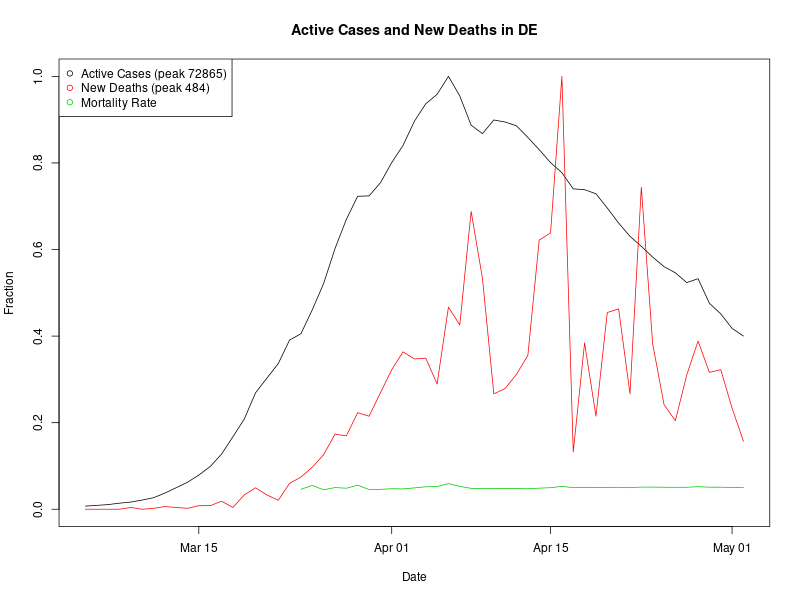 Active Cases and New Deaths in DE
Active Cases (peak 72865)
New Deaths (peak 484)
Mortality Rate
1.0
0.8
0.6
0.4
0.2
0.0
Fraction
Mar 15
Apr 01
Apr 15
May 01
Date